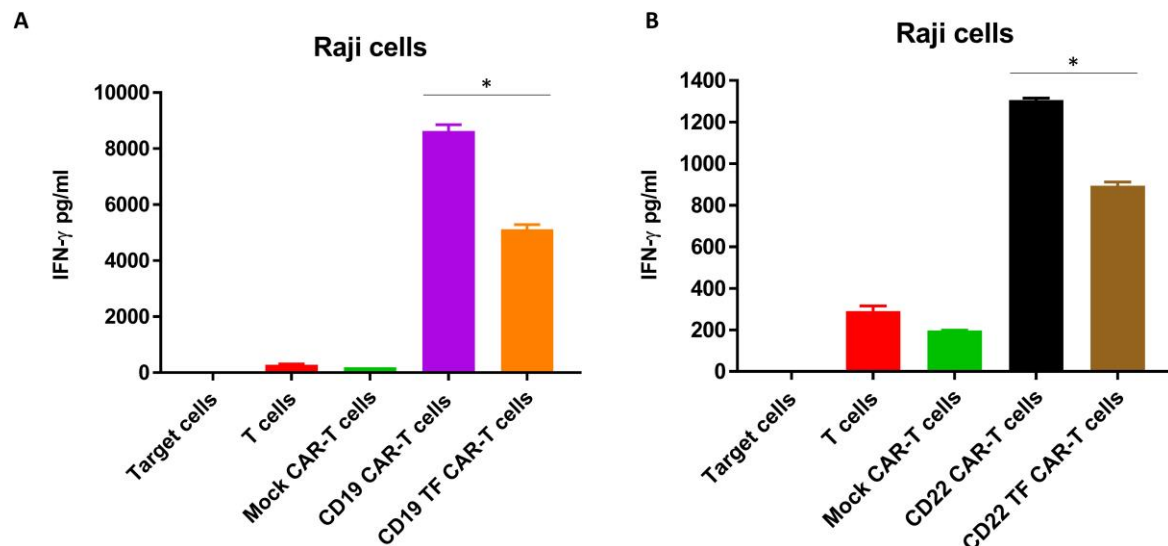 A
Raji cells
*
IFN-γ pg/ml
10000
8000
6000
4000
2000
0
Target cells
T cells
Mock CAR-T cells
CD19 CAR-T cells
CD19 TF CAR-T cells
B
Raji cells
*
IFN-γ pg/ml
1400
1200
1000
800
600
400
200
0
Target cells
T cells
Mock CAR-T cells
CD22 CAR-T cells
CD22 TF CAR-T cells